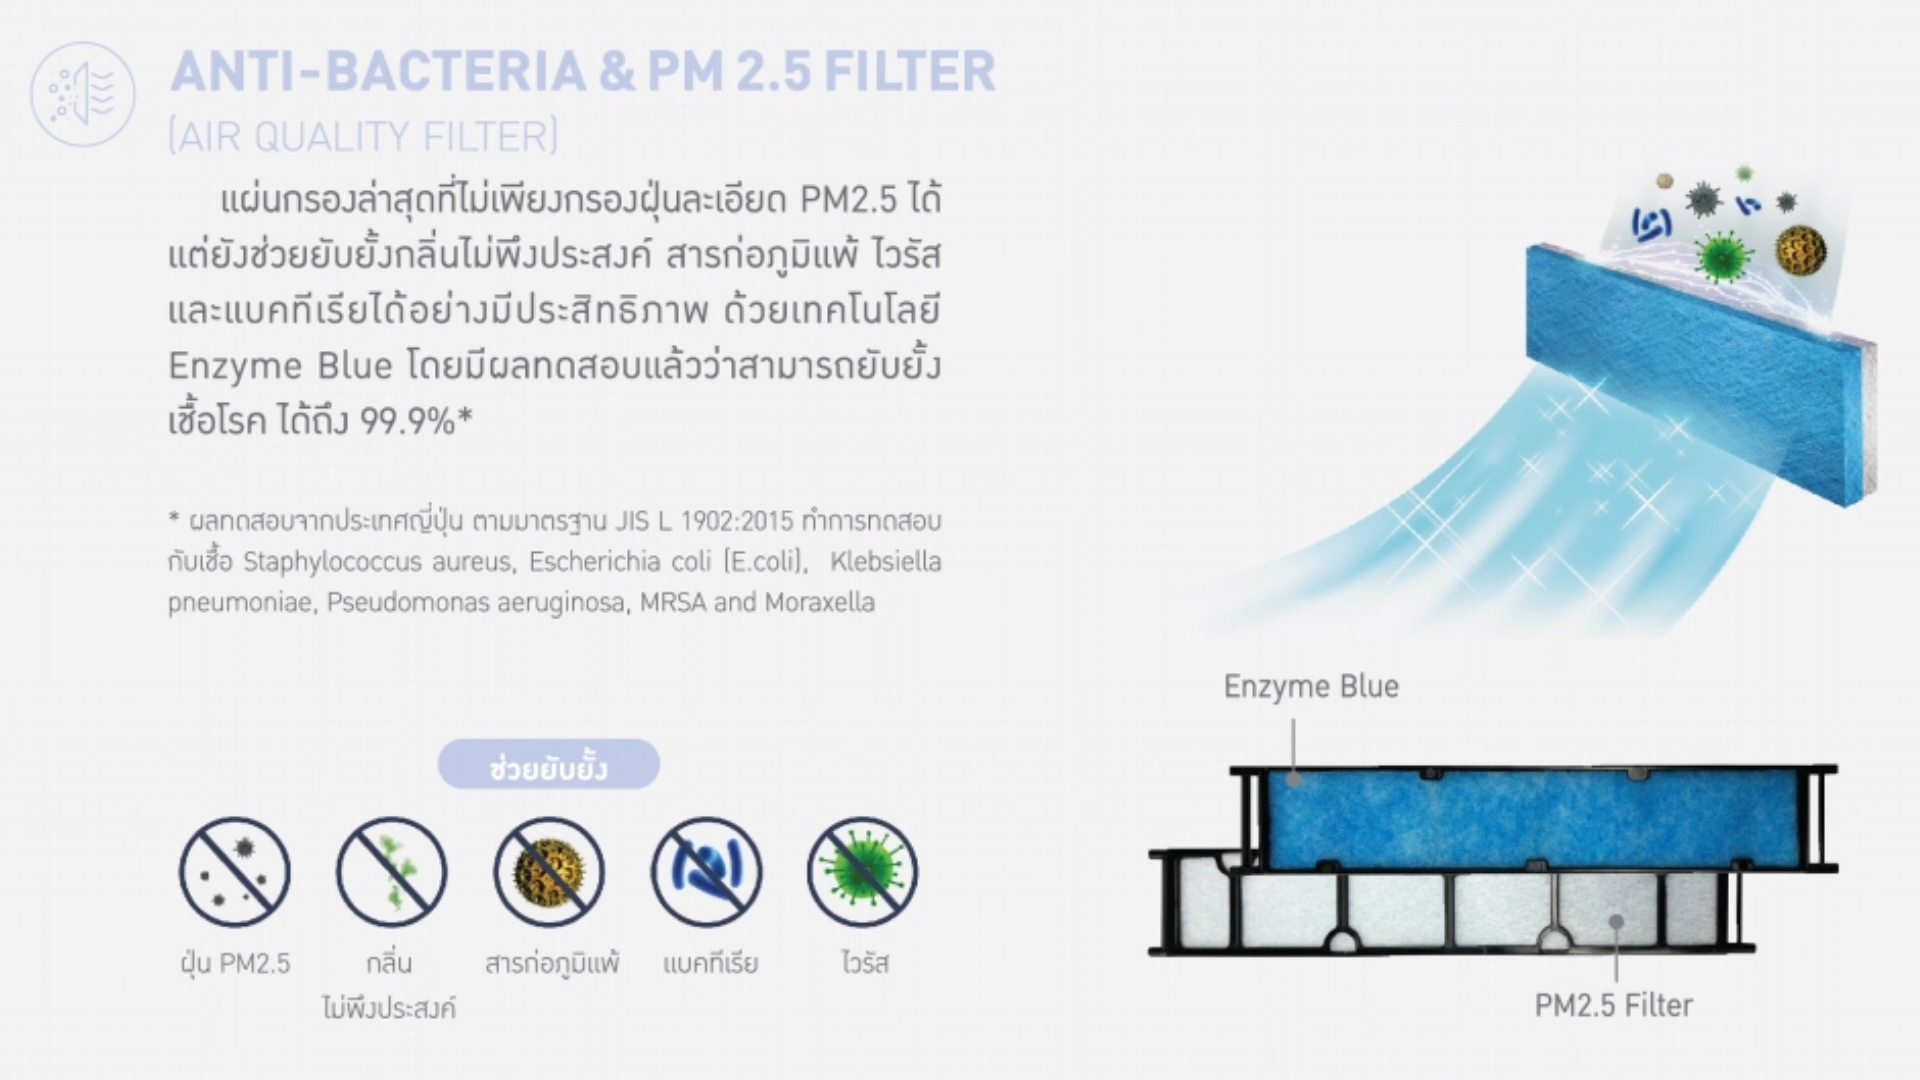 ANTI-BACTERIA & PM 2.5 FILTER
(AIR QUALITY FILTER)
แผ่นกรองล่าสุดที่ไม่เพียงกรองฝุ่นละเอียด PM2.5 ได้
แต่ยังช่วยยับยั้งกลิ่นไม่พึงประสงค์ สารก่อภูมิแพ้ ไวรัส
และแบคทีเรียได้อย่างมีประสิทธิภาพ ด้วยเทคโนโลยี
Enzyme Blue โดยมีผลทดสอบแล้วว่าสามารถยับยั้ง
เชื้อโรค ได้ถึง 99.9%*
* ผลทดสอบจากประเทศญี่ปุ่น ตามมาตรฐาน JIS L 1902:2015 ทำการทดสอบ
กับเชื้อ Staphylococcus aureus, Escherichia coli (E.coli), Klebsiella
pneumoniae, Pseudomonas aeruginosa, MRSA and Moraxella
ช่วยยับยั้ง
ฝุ่น PM2.5
กลิ่น
ไม่พึงประสงค์
สารก่อภูมิแพ้
แบคทีเรีย
ไวรัส
Enzyme Blue
PM2.5 Filter